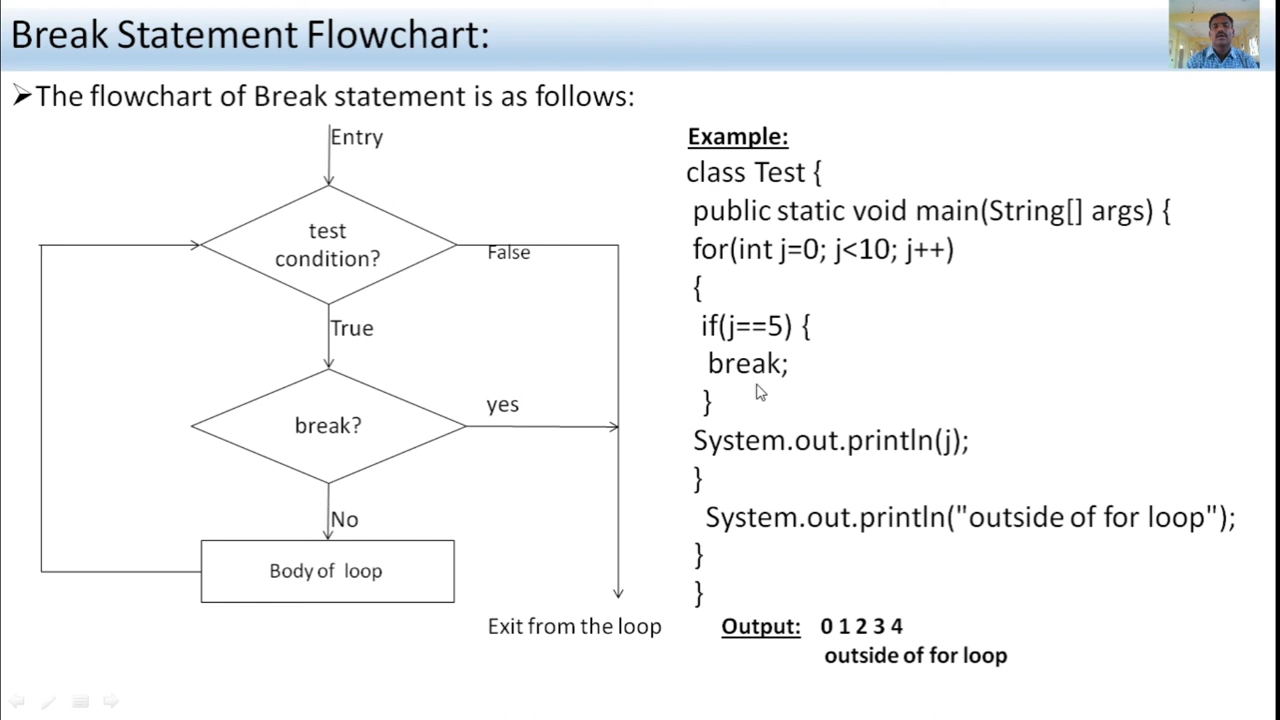 Break Statement Flowchart:
➢The flowchart of Break statement is as follows:
Entry
test
condition?
False
True
break?
yes
No
Body of loop
Exit from the loop
Example:
class Test {
public static void main(String[] args) {
for(int j=0; j<10; j++)
{
if(j==5) {
break;
}
System.out.println(j);
}
System.out.println("outside of for loop");
}
}
Output: 0 1 2 3 4
outside of for loop